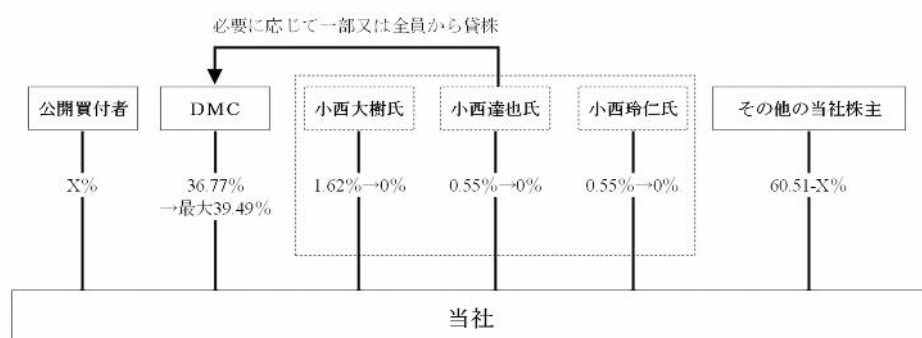 必要に応じて一部又は全員から貸株
公開買付者
DMC
小西大樹氏
小西達也氏
小西玲仁氏
その他の当社株主
X%
36.77%
→最大39.49%
1.62%→0%
0.55%→0%
0.55%→0%
60.51-X%
当社